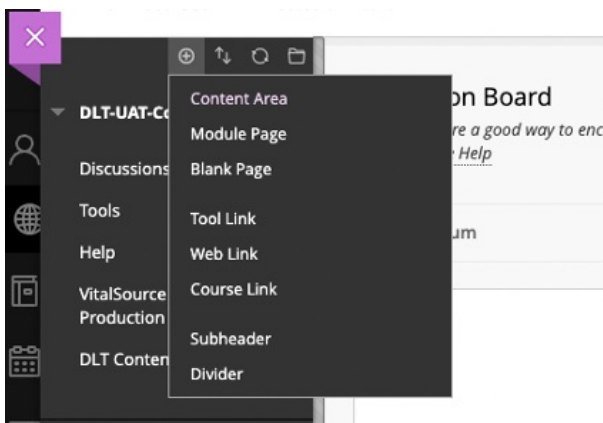 DLT-UAT-Co
Discussions
Tools
Help
VitalSource
Production
DLT Conten
Content Area
Module Page
Blank Page
Tool Link
Web Link
Course Link
Subheader
Divider
on Board
re a good way to enc
Help
um